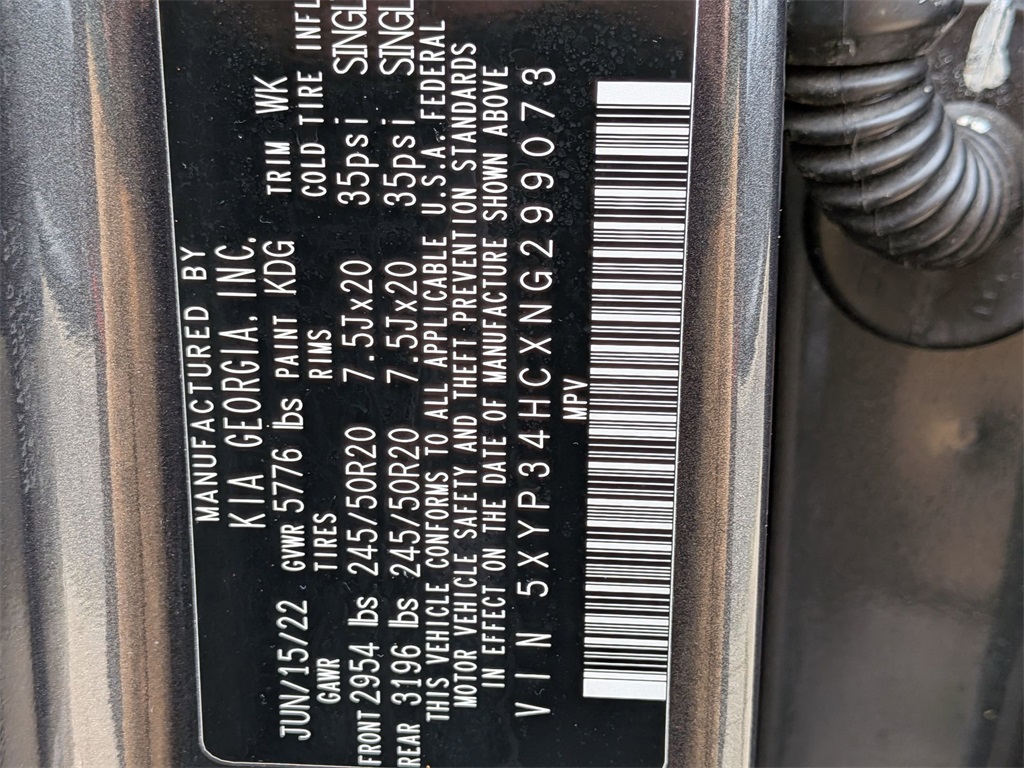 MANUFACTURED BY
KIA GEORGIA, INC.
JUN/15/22 GVWR 5776 lbs PAINT KDG TRIM WK
GAWR TIRES RIMS COLD TIRE INFL
FRONT 2954 lbs 245/50R20 7.5Jx20 35psi SINGL
REAR 3196 lbs 245/50R20 7.5Jx20 35psi SINGL
THIS VEHICLE CONFORMS TO ALL APPLICABLE U.S.A. FEDERAL
MOTOR VEHICLE SAFETY AND THEFT PREVENTION STANDARDS
IN EFFECT ON THE DATE OF MANUFACTURE SHOWN ABOVE
VIN 5XYP34HCXNG299073
MPV